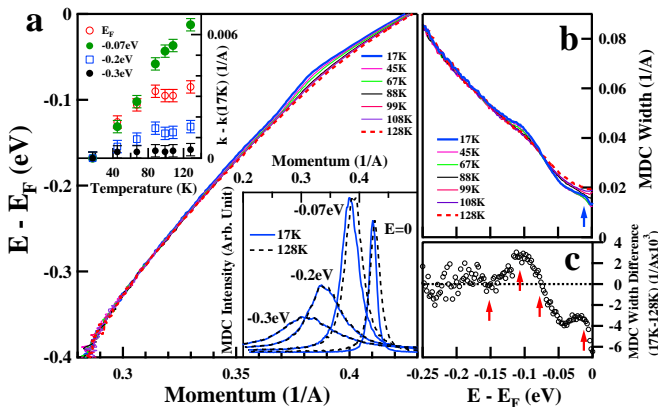 a
E - E_F (eV)
0
-0.1
-0.2
-0.3
-0.4
0.3
0.35
0.4
Momentum (1/A)
E_F
-0.07eV
-0.2eV
-0.3eV
0.006
0
k - k(17K) (1/A)
0 40 80 120
Temperature (K)
17K
45K
67K
88K
99K
108K
128K
Momentum (1/A)
0.2 0.3 0.4
MDC Intensity (Arb. Unit)
-0.07eV
17K
128K
E=0
-0.2eV
-0.3eV
b
17K
45K
67K
88K
99K
108K
128K
0.08
0.06
0.04
0.02
0
MDC Width (1/A)
c
4
2
0
-2
-4
-6
MDC Width Difference
(17K-128K) (1/Ax10³)
-0.25 -0.2 -0.15 -0.1 -0.05 0
E - E_F (eV)